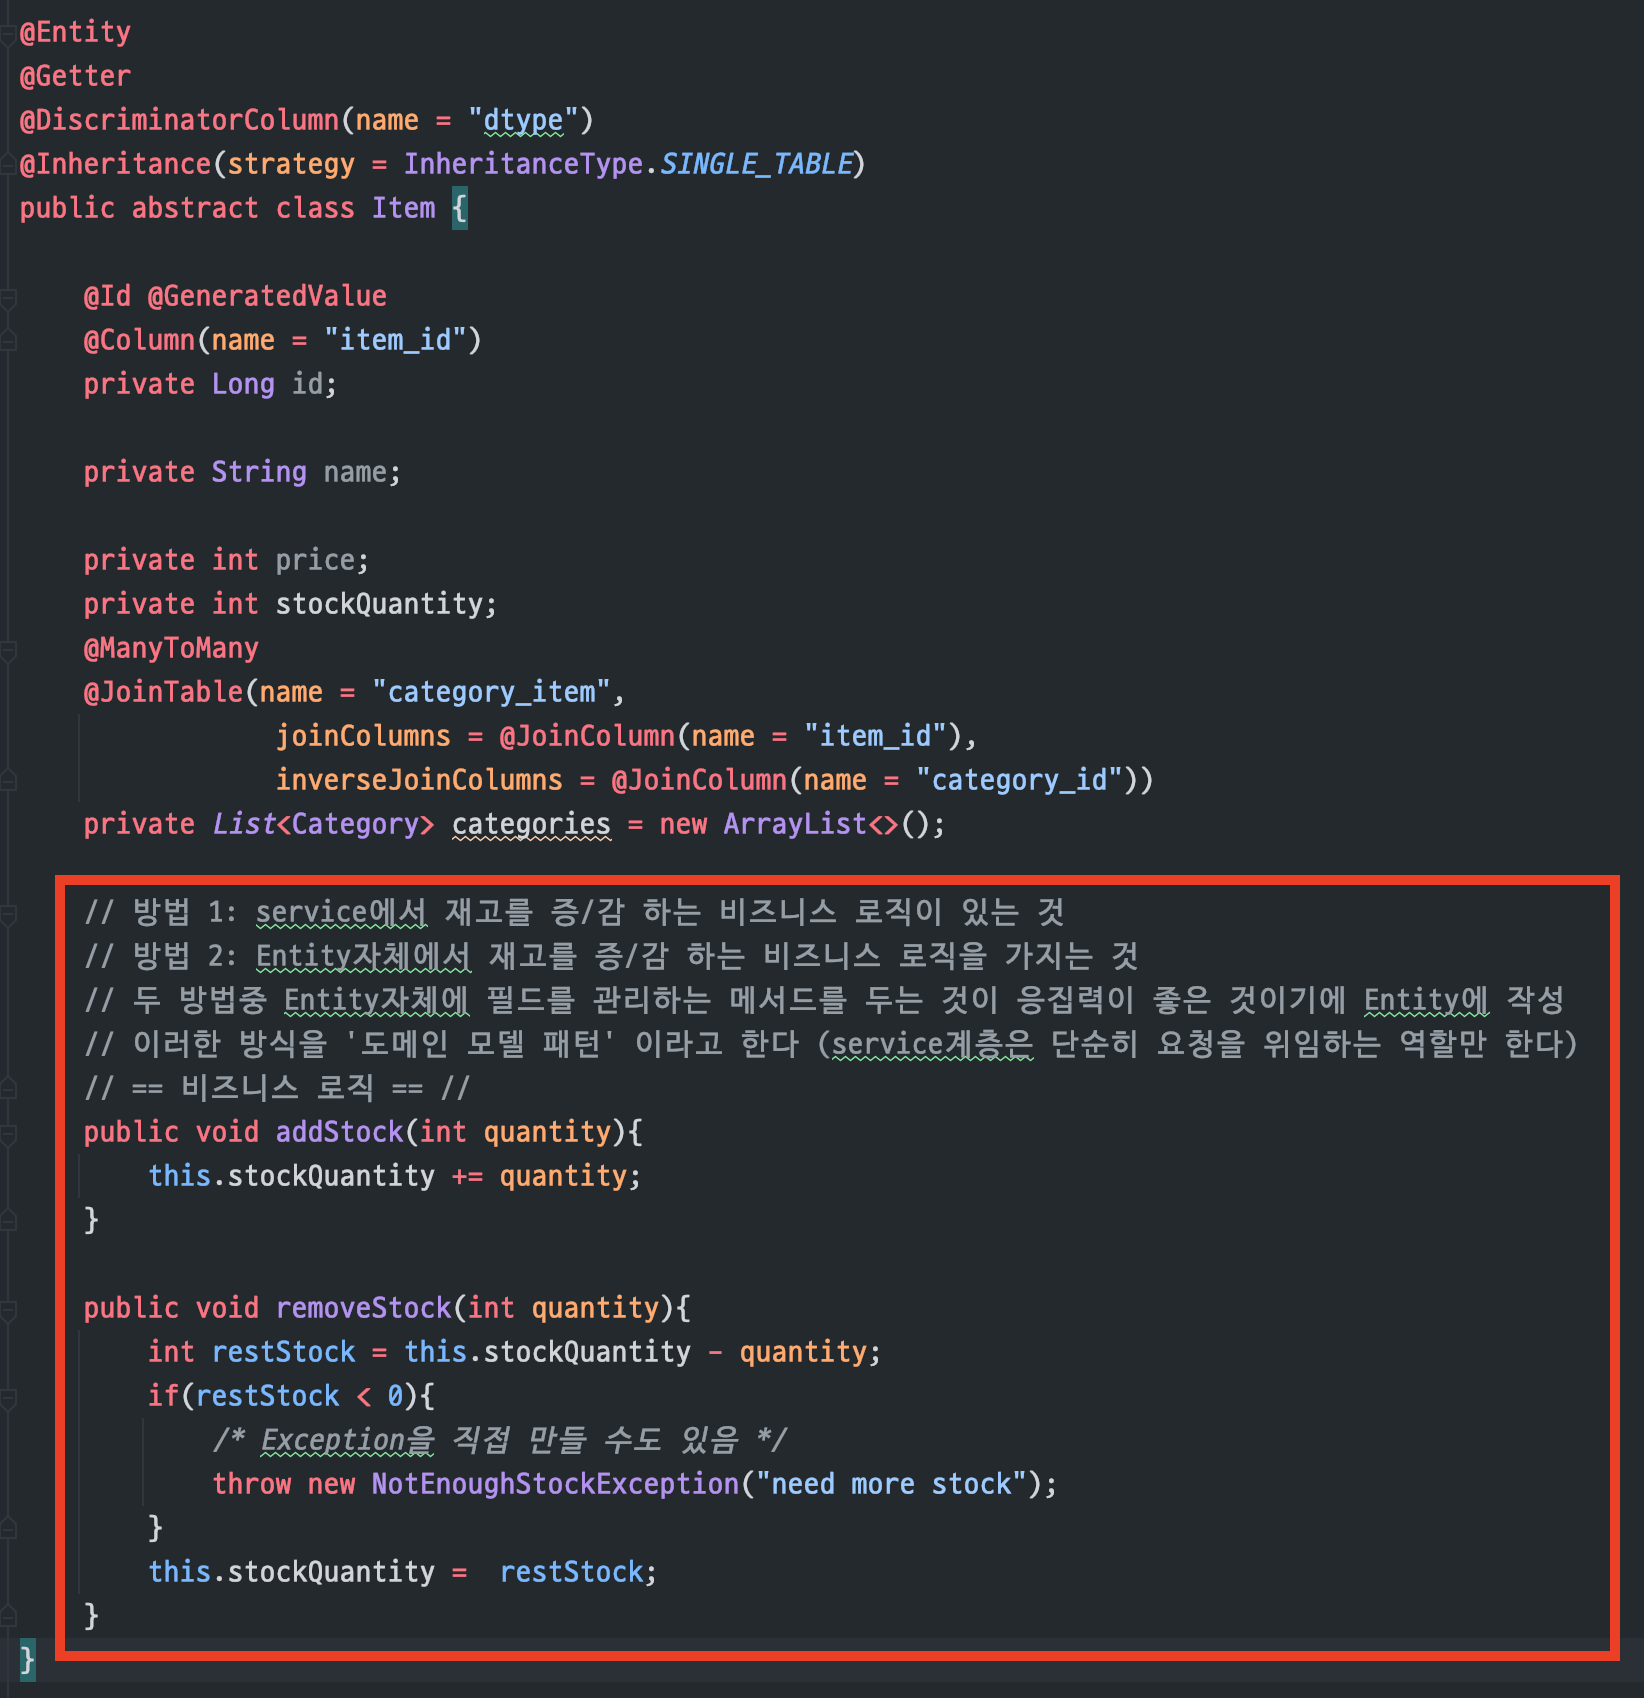 @Entity
@Getter
@DiscriminatorColumn(name = "dtype")
@Inheritance(strategy = InheritanceType.SINGLE_TABLE)
public abstract class Item {
@Id @GeneratedValue
@Column(name = "item_id")
private Long id;
private String name;
private int price;
private int stockQuantity;
@ManyToMany
@JoinTable(name = "category_item",
joinColumns = @JoinColumn(name = "item_id"),
inverseJoinColumns = @JoinColumn(name = "category_id"))
private List<Category> categories = new ArrayList<>();
// 방법 1: service에서 재고를 증/감 하는 비즈니스 로직이 있는 것
// 방법 2: Entity자체에서 재고를 증/감 하는 비즈니스 로직을 가지는 것
// 두 방법중 Entity자체에 필드를 관리하는 메서드를 두는 것이 응집력이 좋은 것이기에 Entity에 작성
// 이러한 방식을 '도메인 모델 패턴' 이라고 한다 (service계층은 단순히 요청을 위임하는 역할만 한다)
// == 비즈니스 로직 == //
public void addStock(int quantity){
this.stockQuantity += quantity;
}
public void removeStock(int quantity){
int restStock = this.stockQuantity - quantity;
if(restStock < 0){
/* Exception을 직접 만들 수도 있음 */
throw new NotEnoughStockException("need more stock");
}
this.stockQuantity =  restStock;
}
}